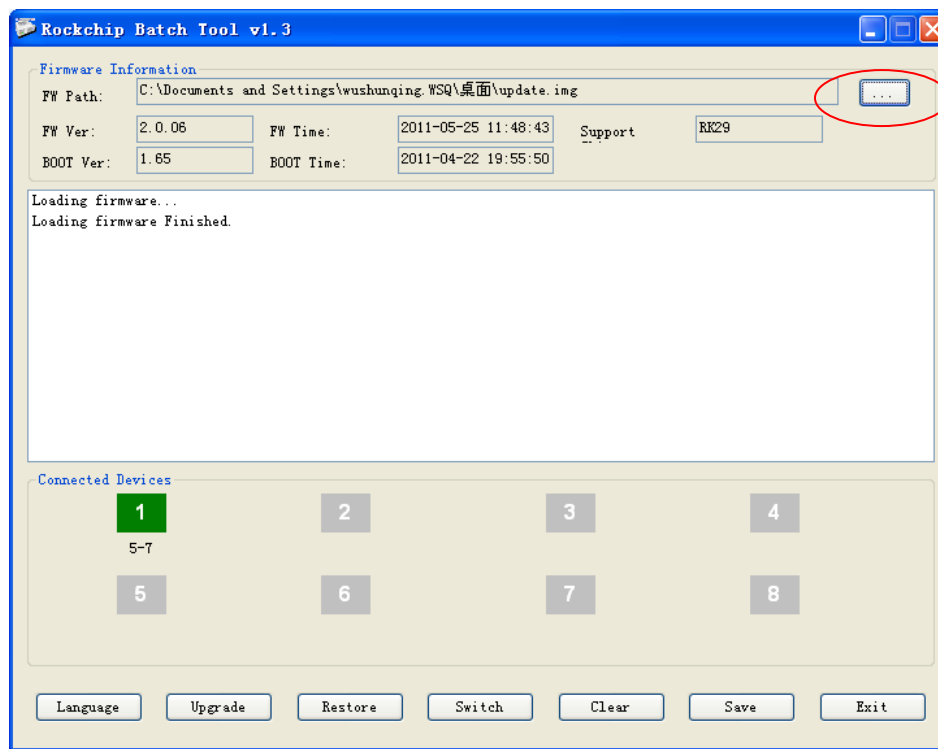 Rockchip Batch Tool v1.3
Firmware Information
FW Path: C:\Documents and Settings\wushunqing.WSQ\桌面\update.img ...
FW Ver: 2.0.06 FW Time: 2011-05-25 11:48:43 Support RK29
BOOT Ver: 1.65 BOOT Time: 2011-04-22 19:55:50
Loading firmware...
Loading firmware Finished.
Connected Devices
1 2 3 4
5-7
5 6 7 8
Language Upgrade Restore Switch Clear Save Exit